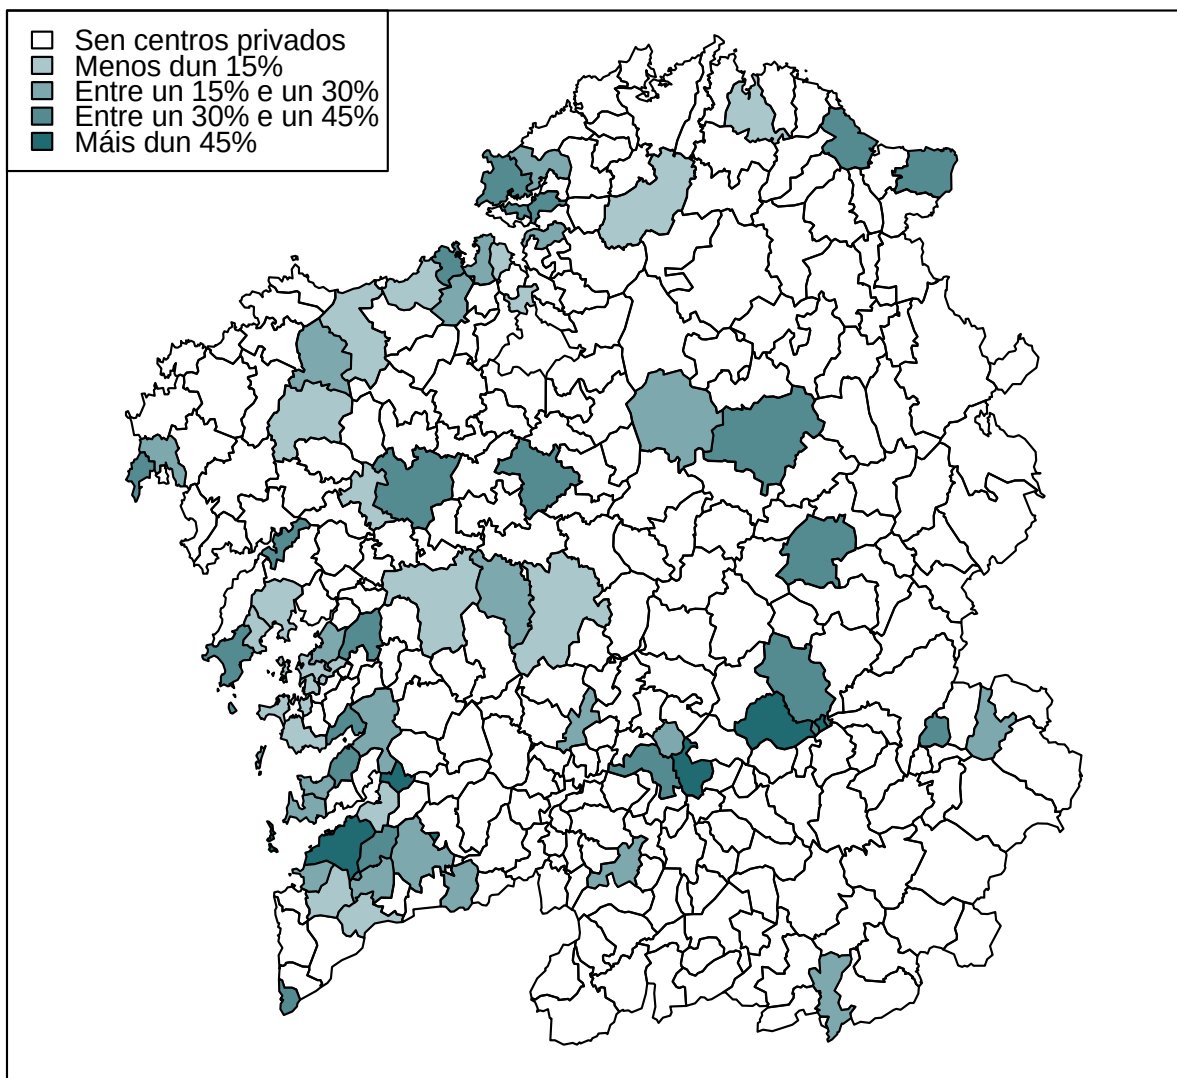 Sen centros privados
Menos dun 15%
Entre un 15% e un 30%
Entre un 30% e un 45%
Máis dun 45%